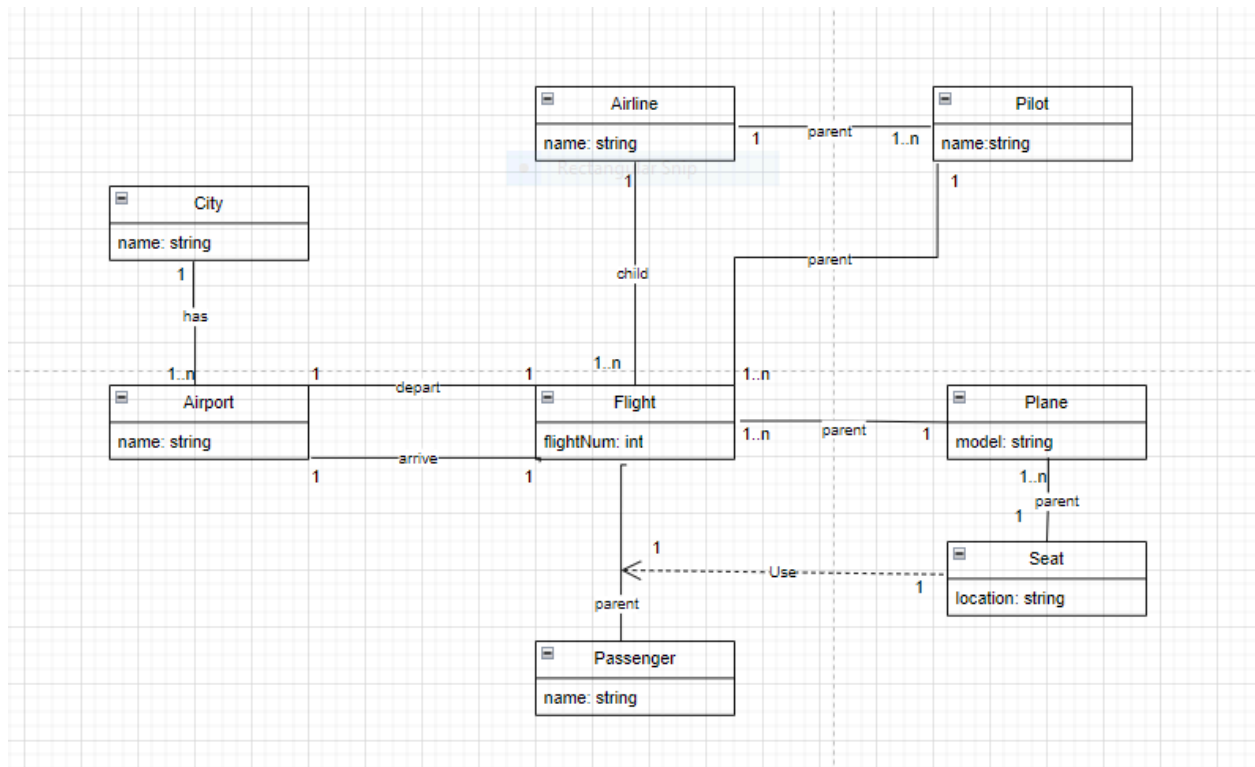 Airline
name: string
Pilot
name:string
1
parent
1..n
Rectangular Snip
1
1
City
name: string
1
has
child
parent
1..n
1
depart
1
1..n
1..n
Airport
name: string
Flight
flightNum: int
1..n
parent
1
Plane
model: string
1
arrive
1
1..n
parent
1
Seat
location: string
1
Use
1
parent
Passenger
name: string